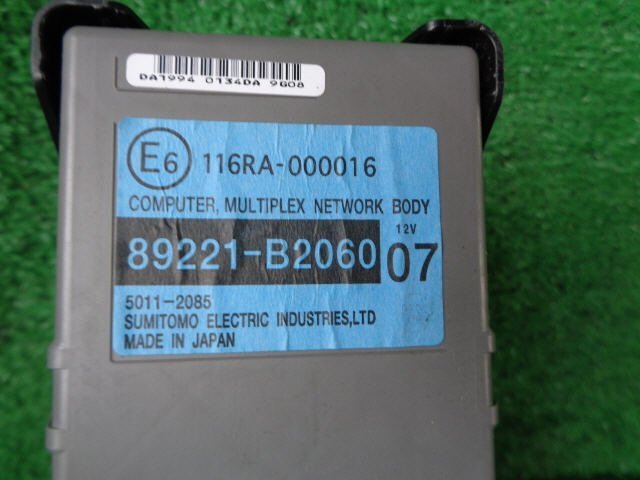 DA1994 0134DA 9G08
E6 116RA-000016
COMPUTER, MULTIPLEX NETWORK BODY
89221-B2060 12V 07
5011-2085
SUMITOMO ELECTRIC INDUSTRIES,LTD
MADE IN JAPAN